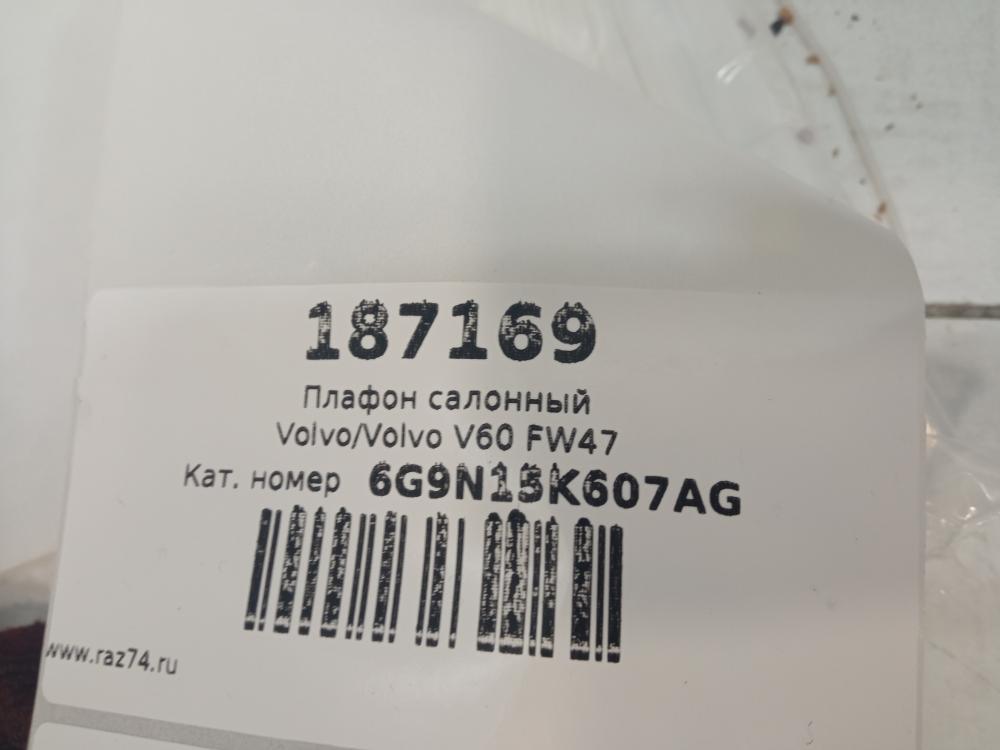 187169
Плафон салонный
Volvo/Volvo V60 FW47
Кат. номер 6G9N15K607AG
www.raz74.ru